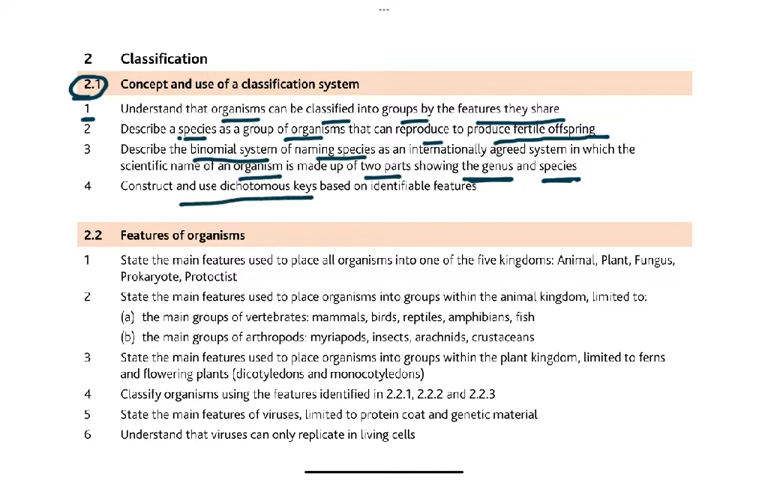 2 Classification
2.1 Concept and use of a classification system
1 Understand that organisms can be classified into groups by the features they share
2 Describe a species as a group of organisms that can reproduce to produce fertile offspring
3 Describe the binomial system of naming species as an internationally agreed system in which the
scientific name of an organism is made up of two parts showing the genus and species
4 Construct and use dichotomous keys based on identifiable features
2.2 Features of organisms
1 State the main features used to place all organisms into one of the five kingdoms: Animal, Plant, Fungus,
Prokaryote, Protoctist
2 State the main features used to place organisms into groups within the animal kingdom, limited to:
(a) the main groups of vertebrates: mammals, birds, reptiles, amphibians, fish
(b) the main groups of arthropods: myriapods, insects, arachnids, crustaceans
3 State the main features used to place organisms into groups within the plant kingdom, limited to ferns
and flowering plants (dicotyledons and monocotyledons)
4 Classify organisms using the features identified in 2.2.1, 2.2.2 and 2.2.3
5 State the main features of viruses, limited to protein coat and genetic material
6 Understand that viruses can only replicate in living cells